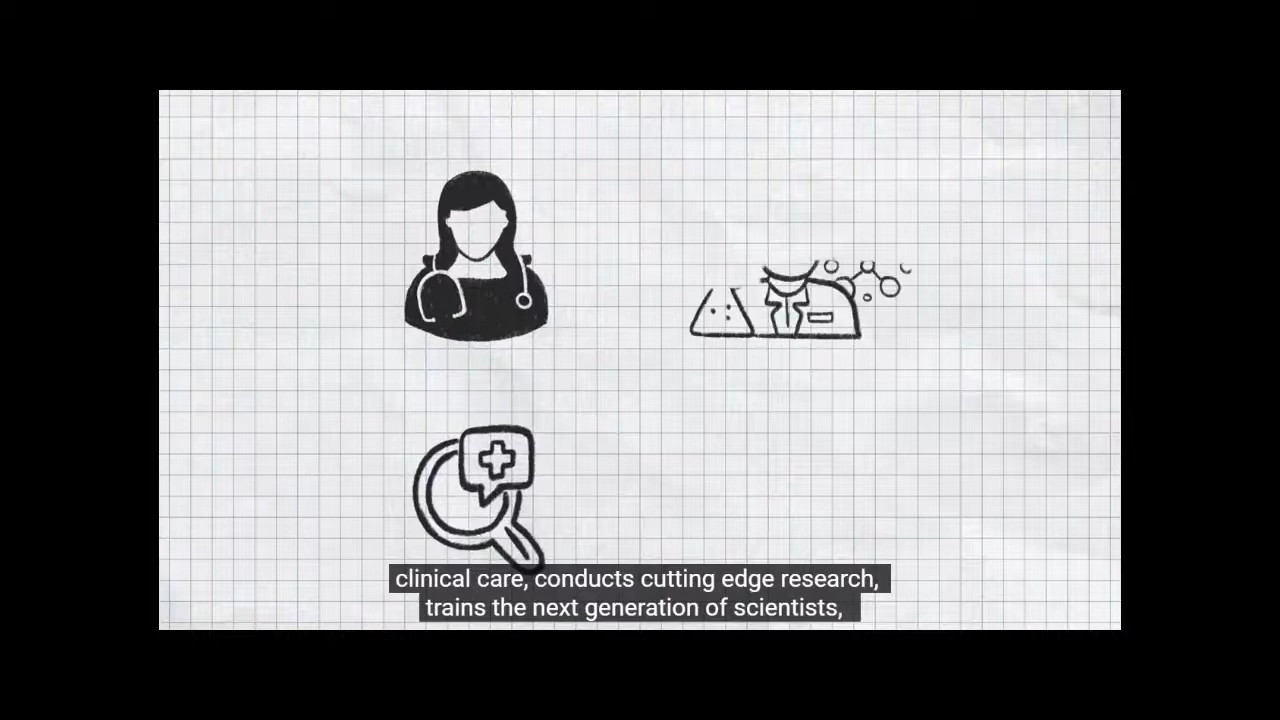 clinical care, conducts cutting edge research,
trains the next generation of scientists,